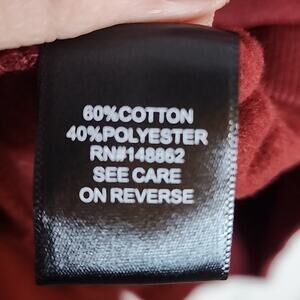 60%COTTON
40%POLYESTER
RN#148862
SEE CARE
ON REVERSE